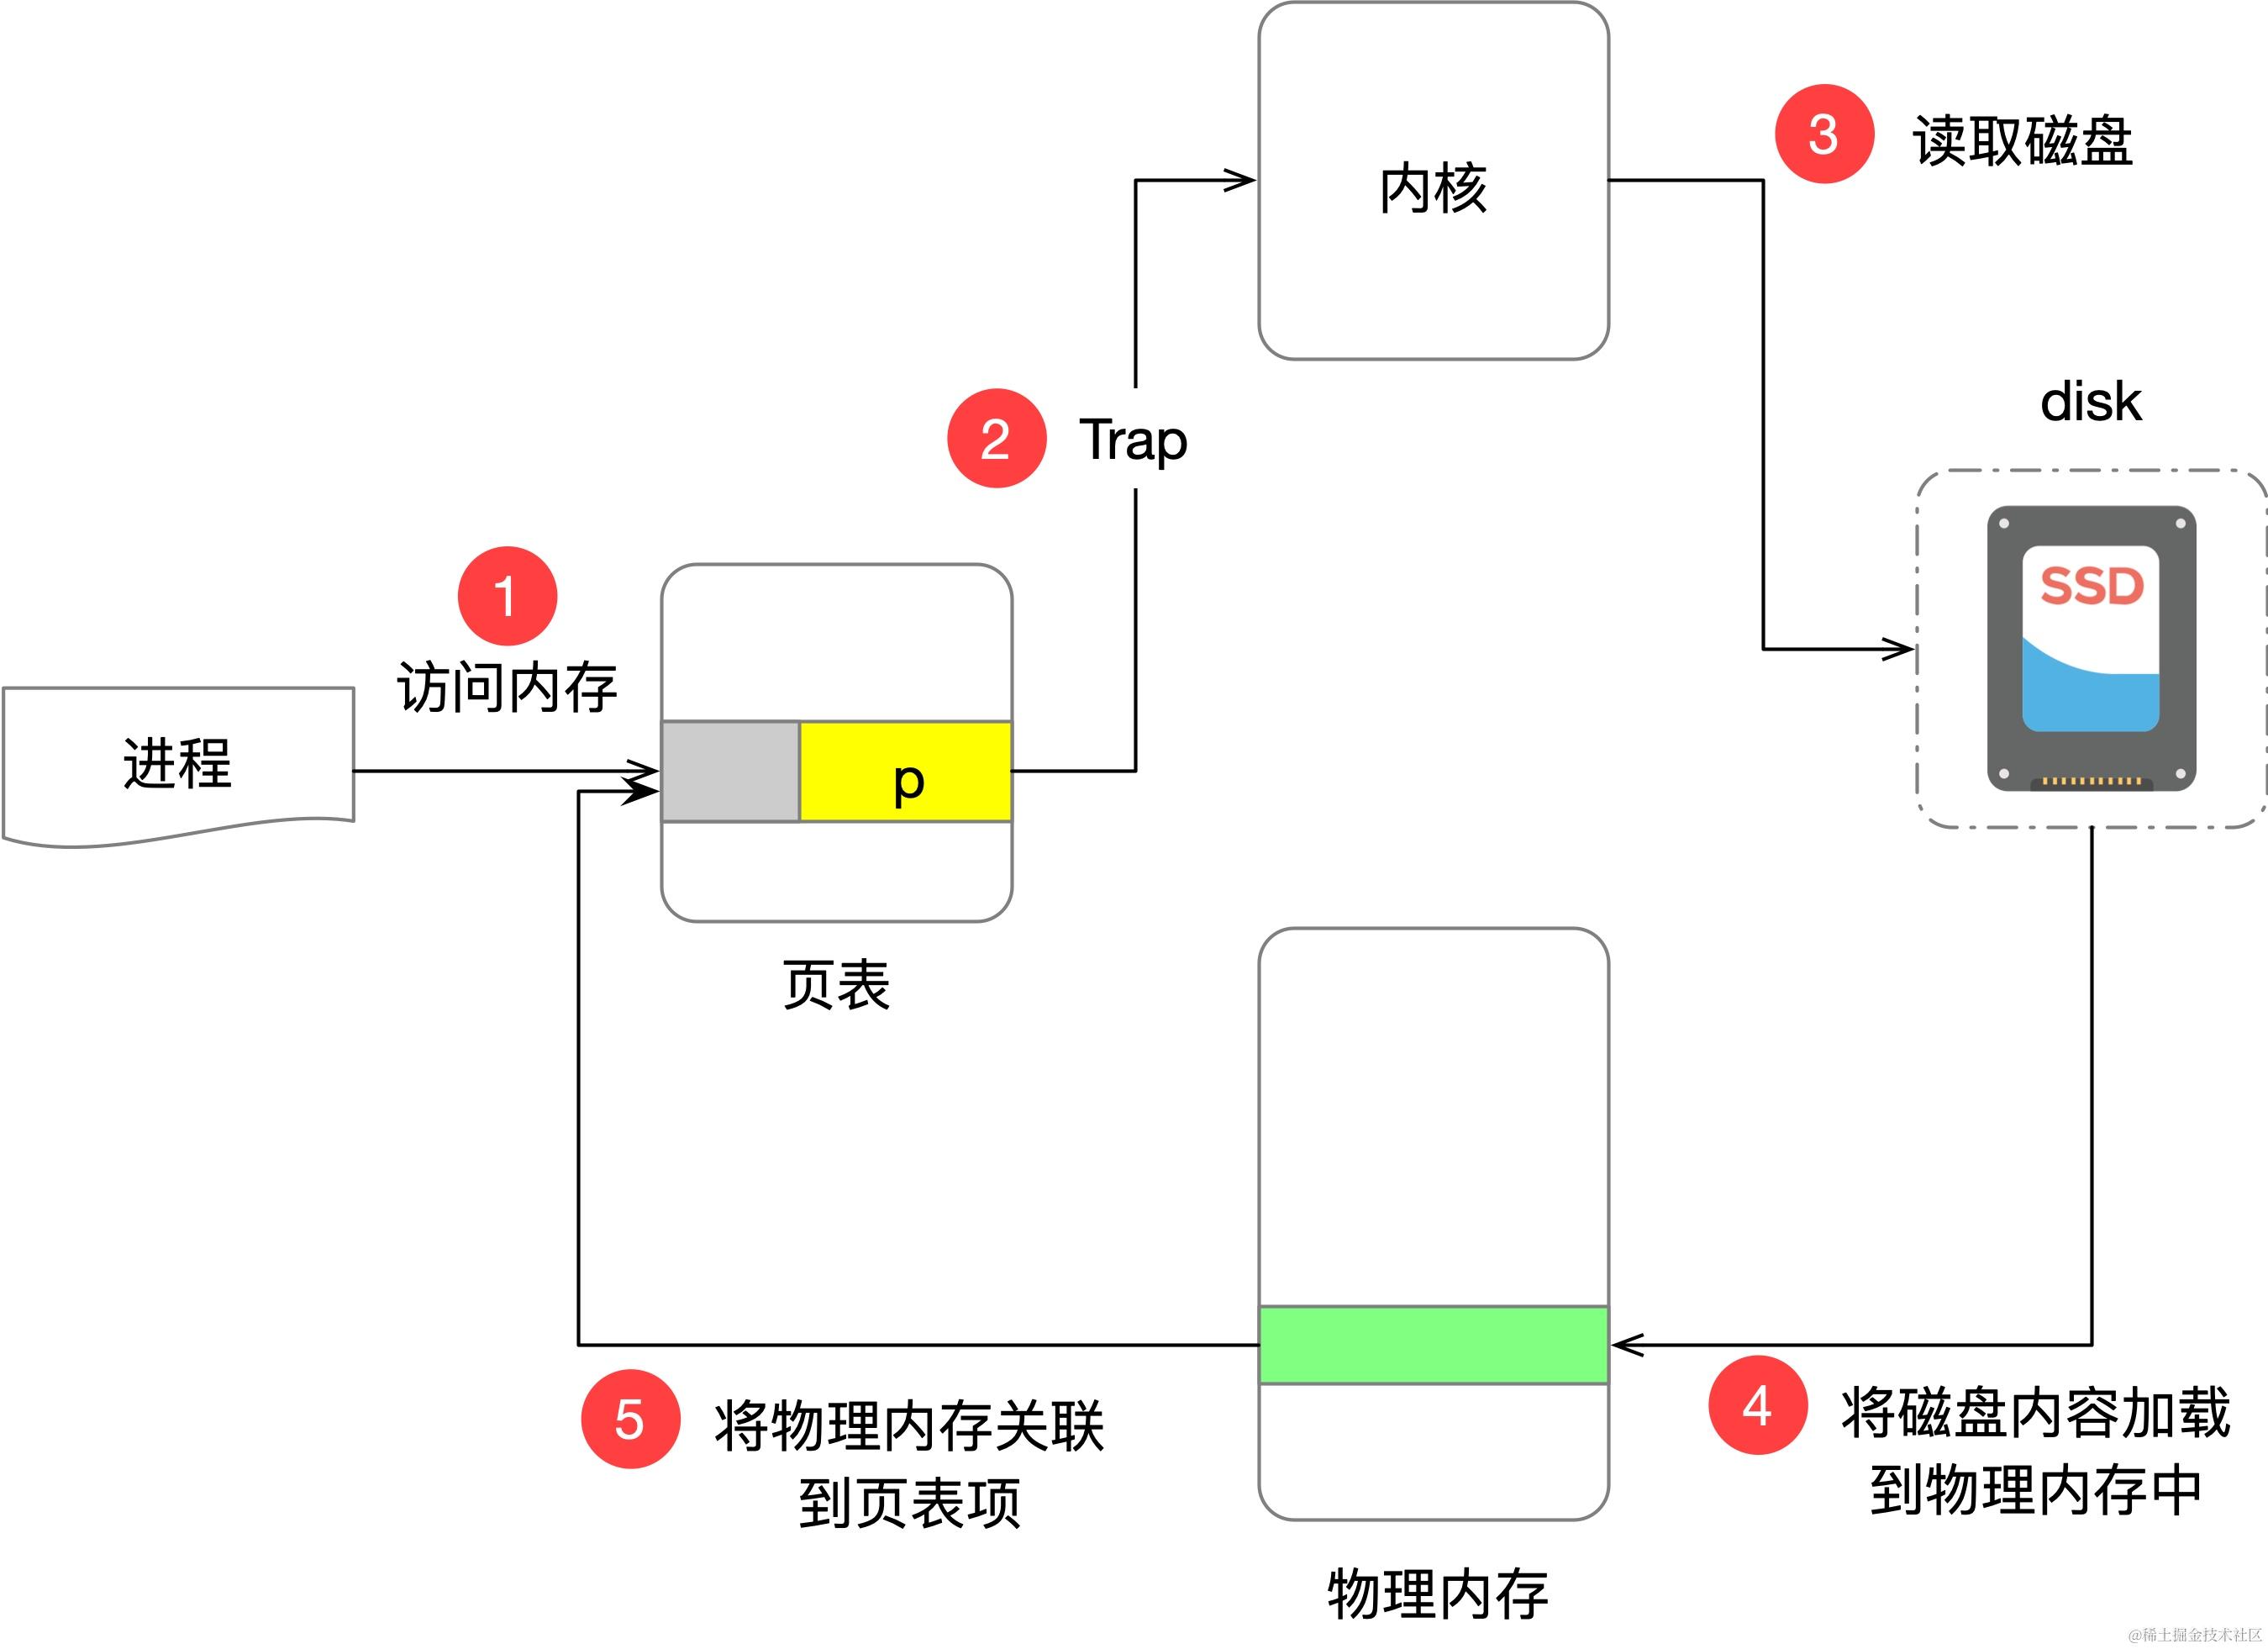 内核
3
读取磁盘
disk
SSD
2
Trap
1
访问内存
进程
p
页表
5
将物理内存关联
到页表项
4
将磁盘内容加载
到物理内存中
物理内存
@稀土掘金技术社区